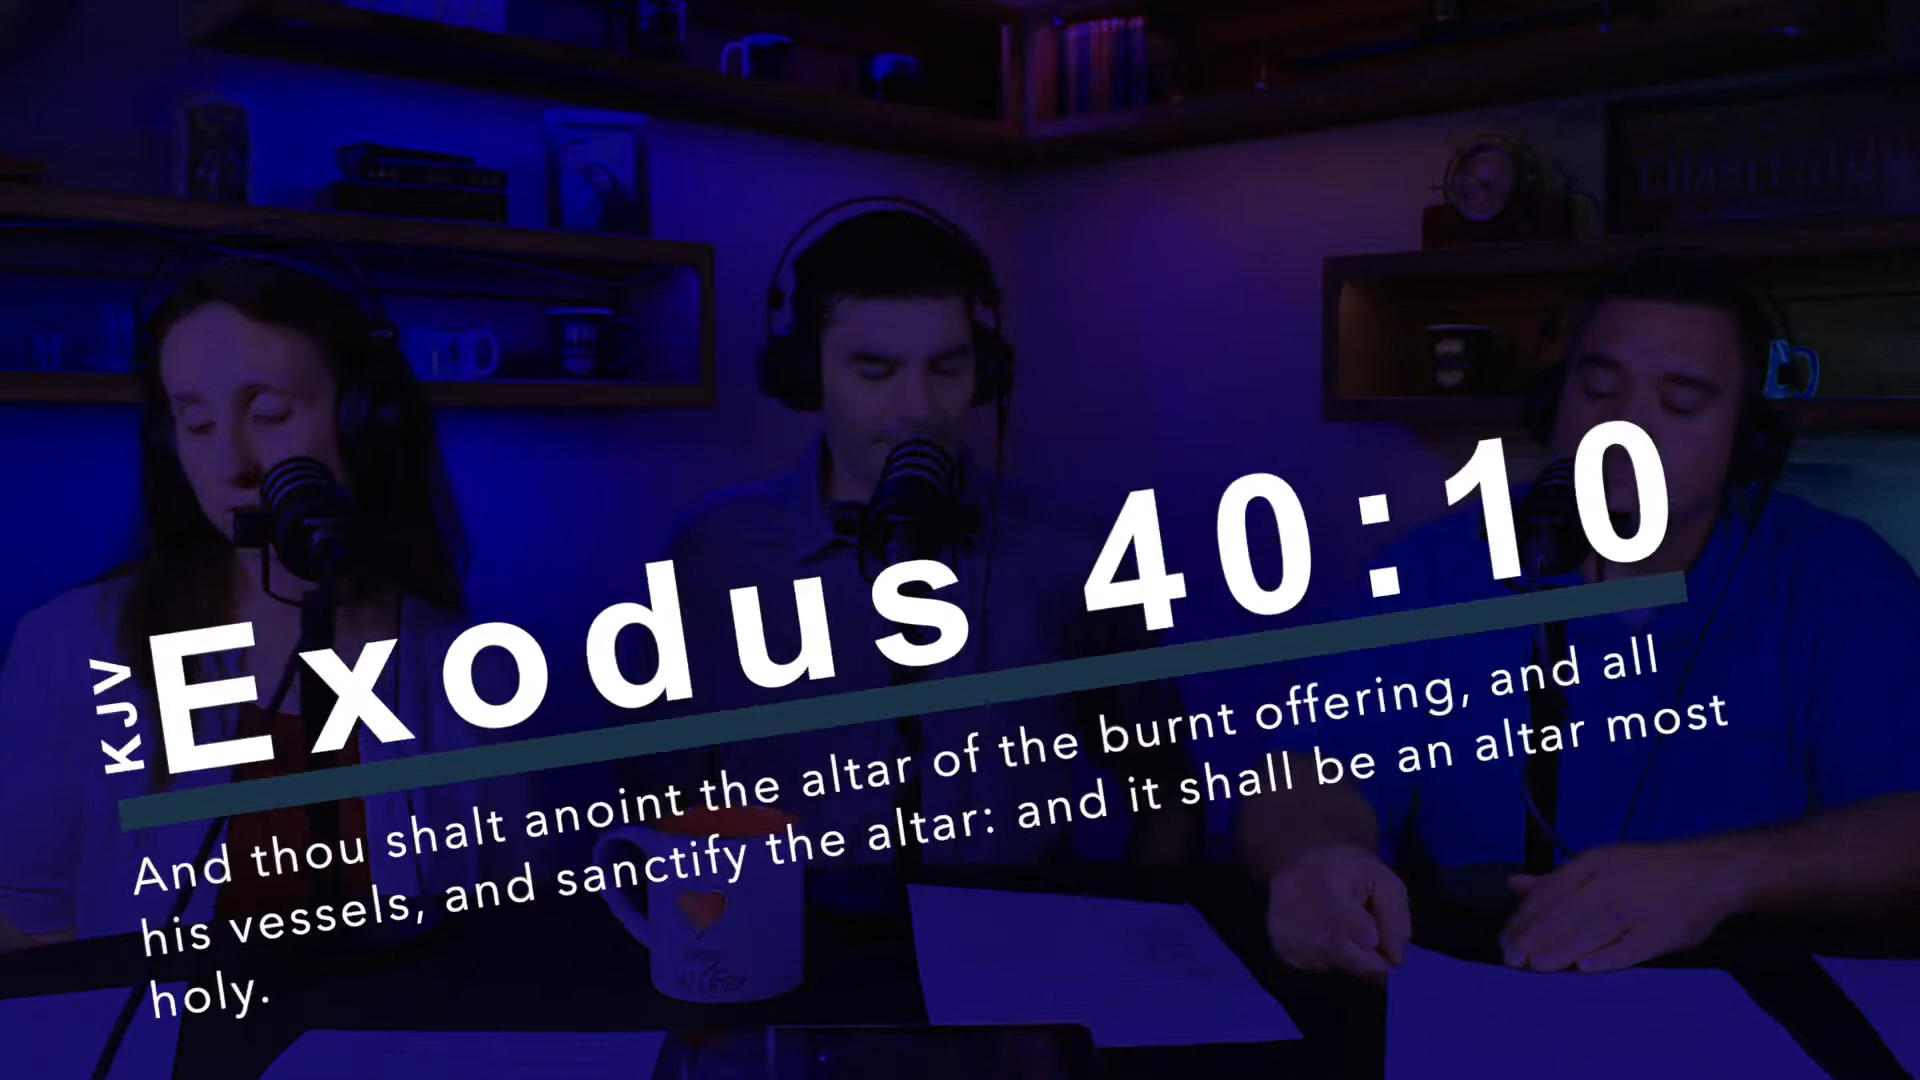 KJV
Exodus 40:10
And thou shalt anoint the altar of the burnt offering, and all
his vessels, and sanctify the altar: and it shall be an altar most
holy.